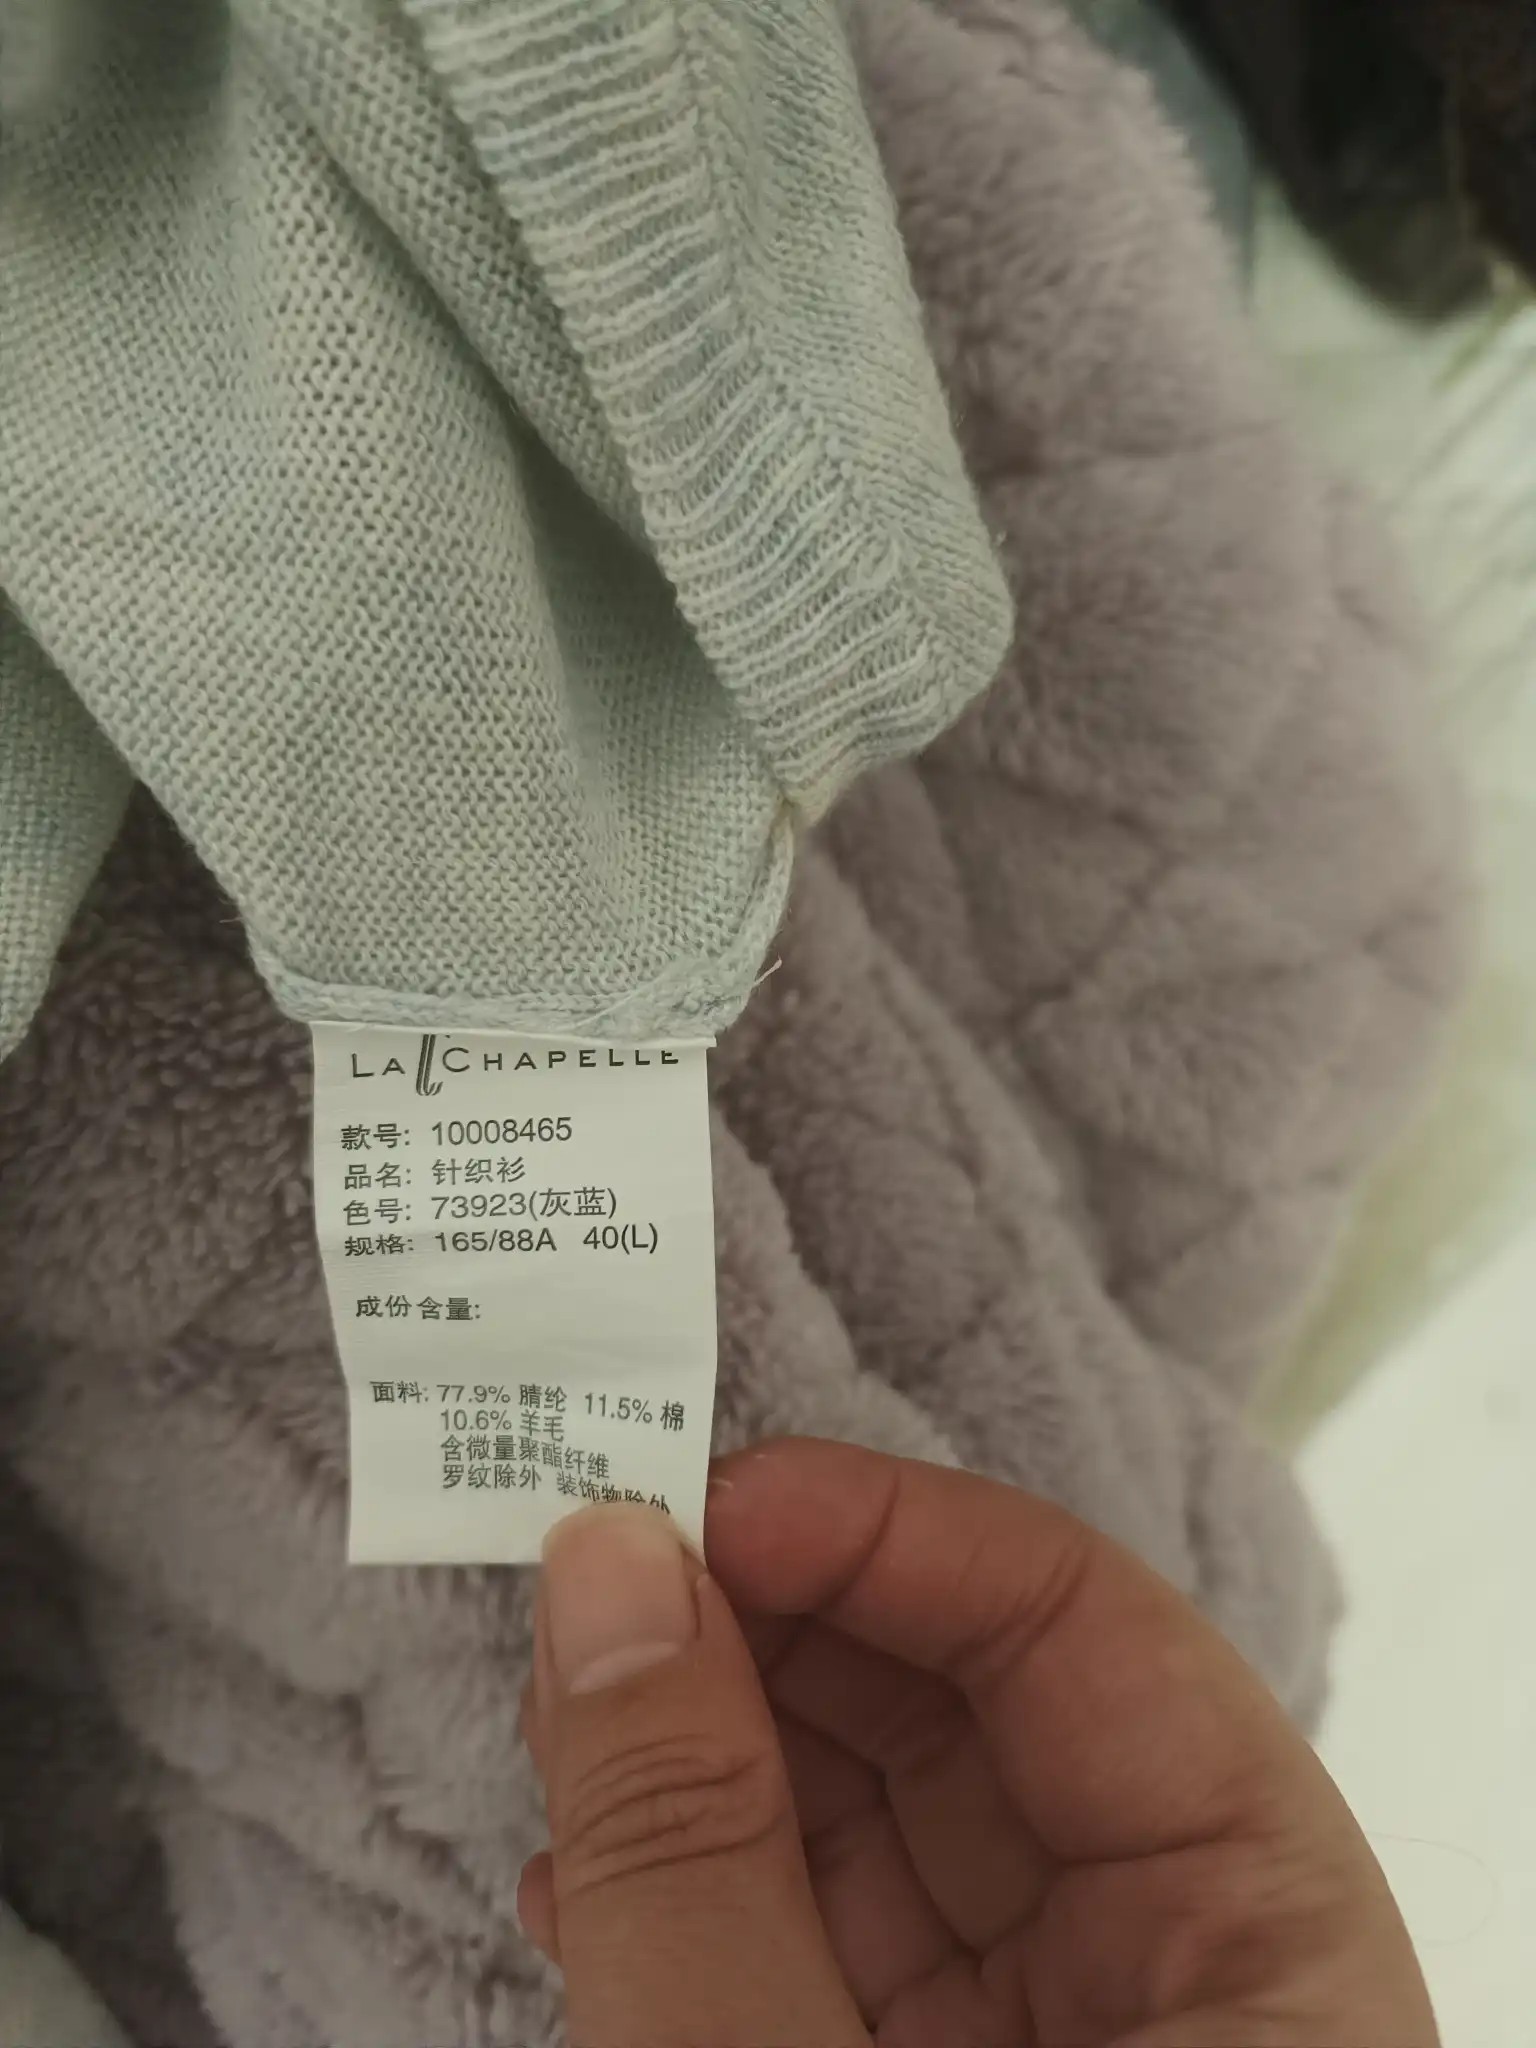 LA CHAPELLE
款号: 10008465
品名: 针织衫
色号: 73923(灰蓝)
规格: 165/88A 40(L)
成份含量:
面料: 77.9% 腈纶 11.5% 棉
10.6% 羊毛
含微量聚酯纤维
罗纹除外 装饰物除外